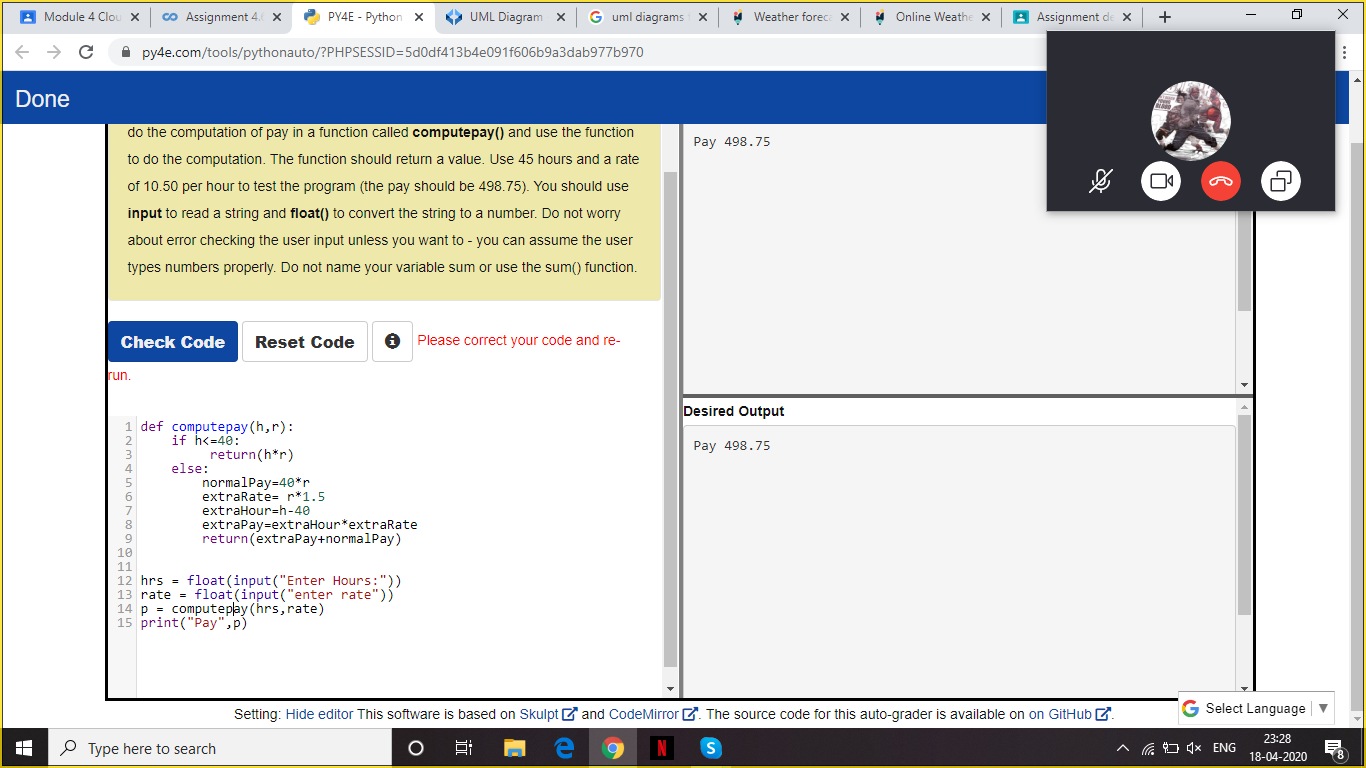 Module 4 Clou
Assignment 4.
PY4E - Python
UML Diagram
uml diagrams
Weather foreca
Online Weathe
Assignment de
py4e.com/tools/pythonauto/?PHPSESSID=5d0df413b4e091f606b9a3dab977b970
Done
do the computation of pay in a function called computepay() and use the function
to do the computation. The function should return a value. Use 45 hours and a rate
of 10.50 per hour to test the program (the pay should be 498.75). You should use
input to read a string and float() to convert the string to a number. Do not worry
about error checking the user input unless you want to - you can assume the user
types numbers properly. Do not name your variable sum or use the sum() function.
Check Code
Reset Code
Please correct your code and re-
run.
1 def computepay(h,r):
2     if h<=40:
3          return(h*r)
4     else:
5         normalPay=40*r
6         extraRate= r*1.5
7         extraHour=h-40
8         extraPay=extraHour*extraRate
9         return(extraPay+normalPay)
10
11
12 hrs = float(input("Enter Hours:"))
13 rate = float(input("enter rate"))
14 p = computepay(hrs,rate)
15 print("Pay",p)
Pay 498.75
Desired Output
Pay 498.75
Setting: Hide editor This software is based on Skulpt and CodeMirror. The source code for this auto-grader is available on on GitHub.
Select Language ▼
Type here to search
ENG
23:28
18-04-2020
8